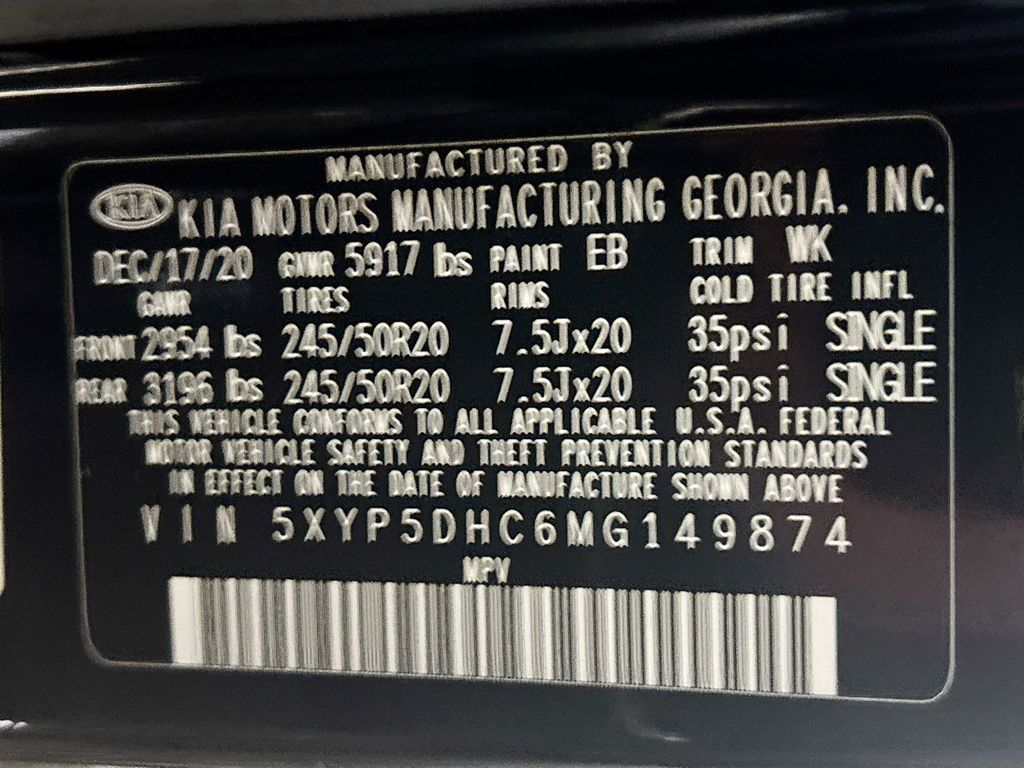 MANUFACTURED BY
KIA KIA MOTORS MANUFACTURING GEORGIA. INC.
DEC/17/20 GVWR 5917 lbs PAINT EB TRIM WK
GAWR TIRES RIMS COLD TIRE INFL
FRONT 2954 lbs 245/50R20 7.5Jx20 35psi SINGLE
REAR 3196 lbs 245/50R20 7.5Jx20 35psi SINGLE
THIS VEHICLE CONFORMS TO ALL APPLICABLE U.S.A. FEDERAL
MOTOR VEHICLE SAFETY AND THEFT PREVENTION STANDARDS
IN EFFECT ON THE DATE OF MANUFACTURE SHOWN ABOVE
VIN 5XYP5DHC6MG149874
MPV